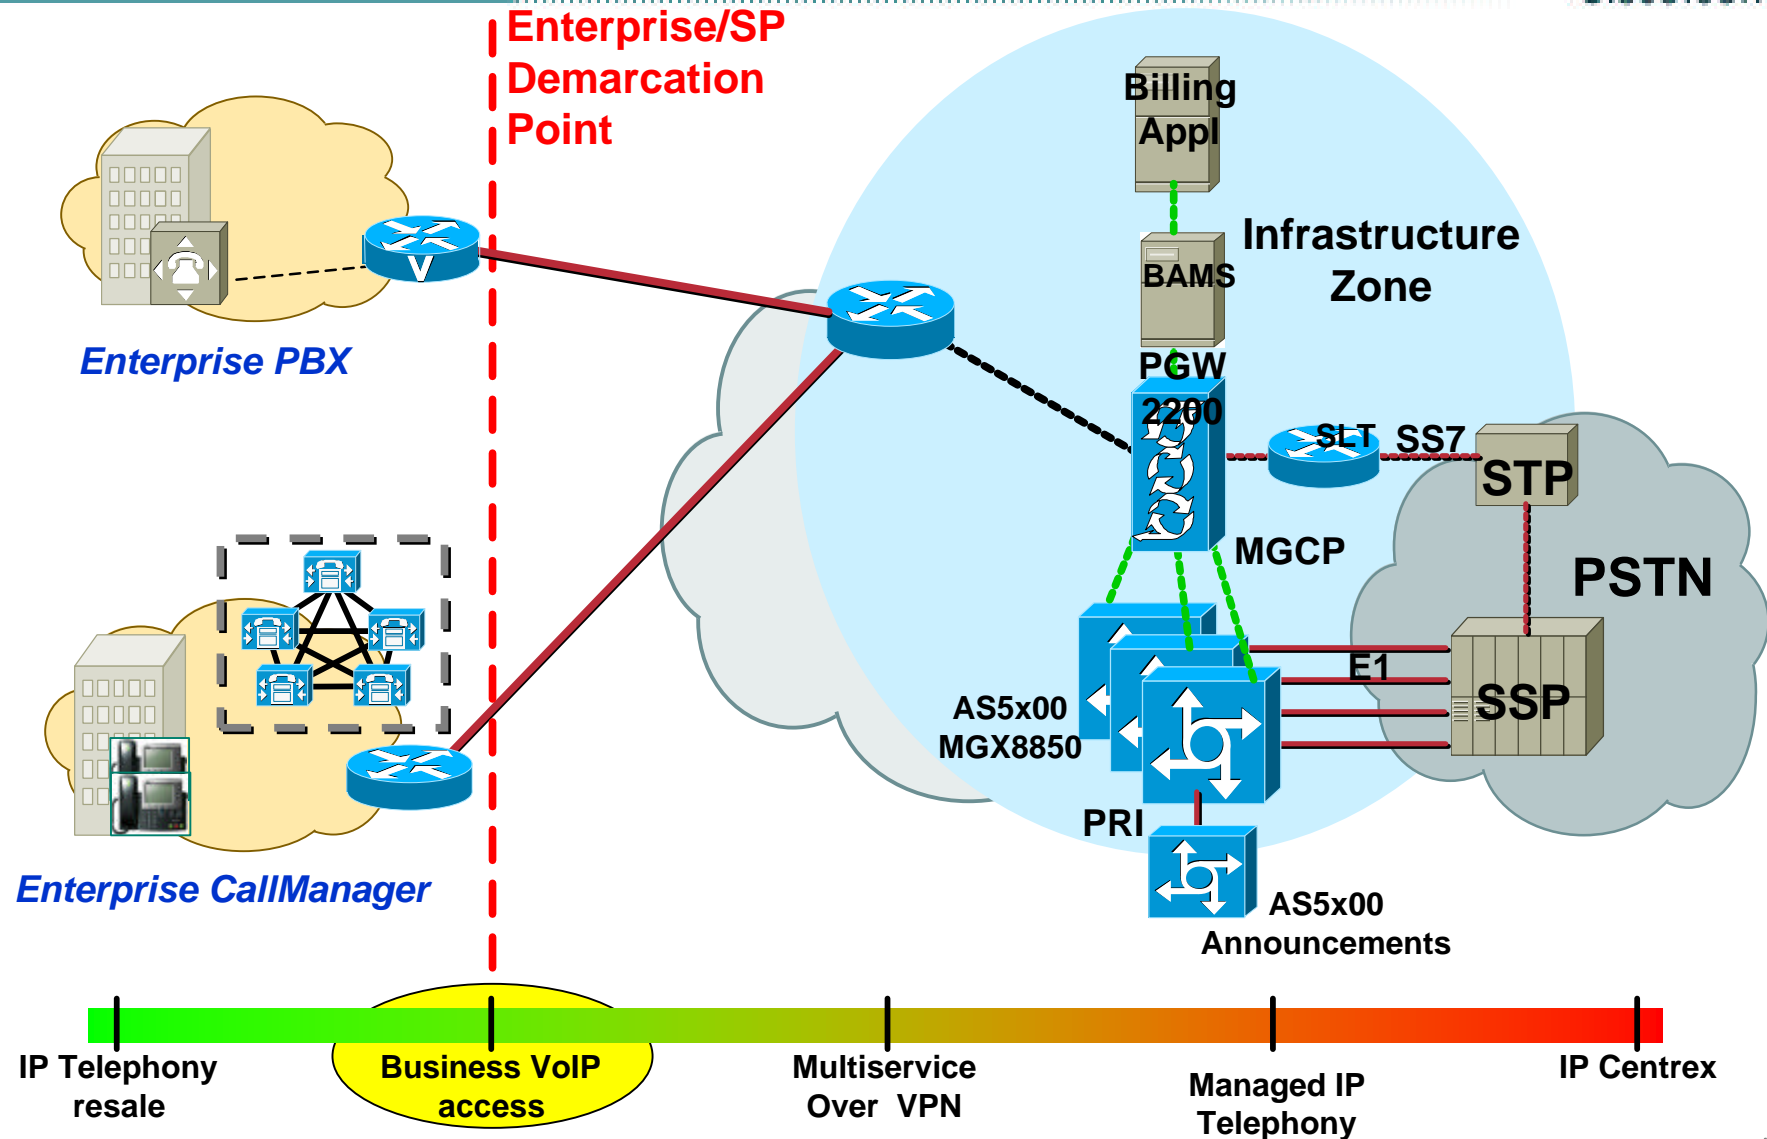 Enterprise/SP
Demarcation
Point
Billing
Appl
Infrastructure
Zone
BAMS
V
Enterprise PBX
PGW
2200
SLT
SS7
STP
MGCP
PSTN
E1
SSP
AS5x00
MGX8850
PRI
Enterprise CallManager
AS5x00
Announcements
IP Telephony
resale
Business VoIP
access
Multiservice
Over VPN
Managed IP
Telephony
IP Centrex